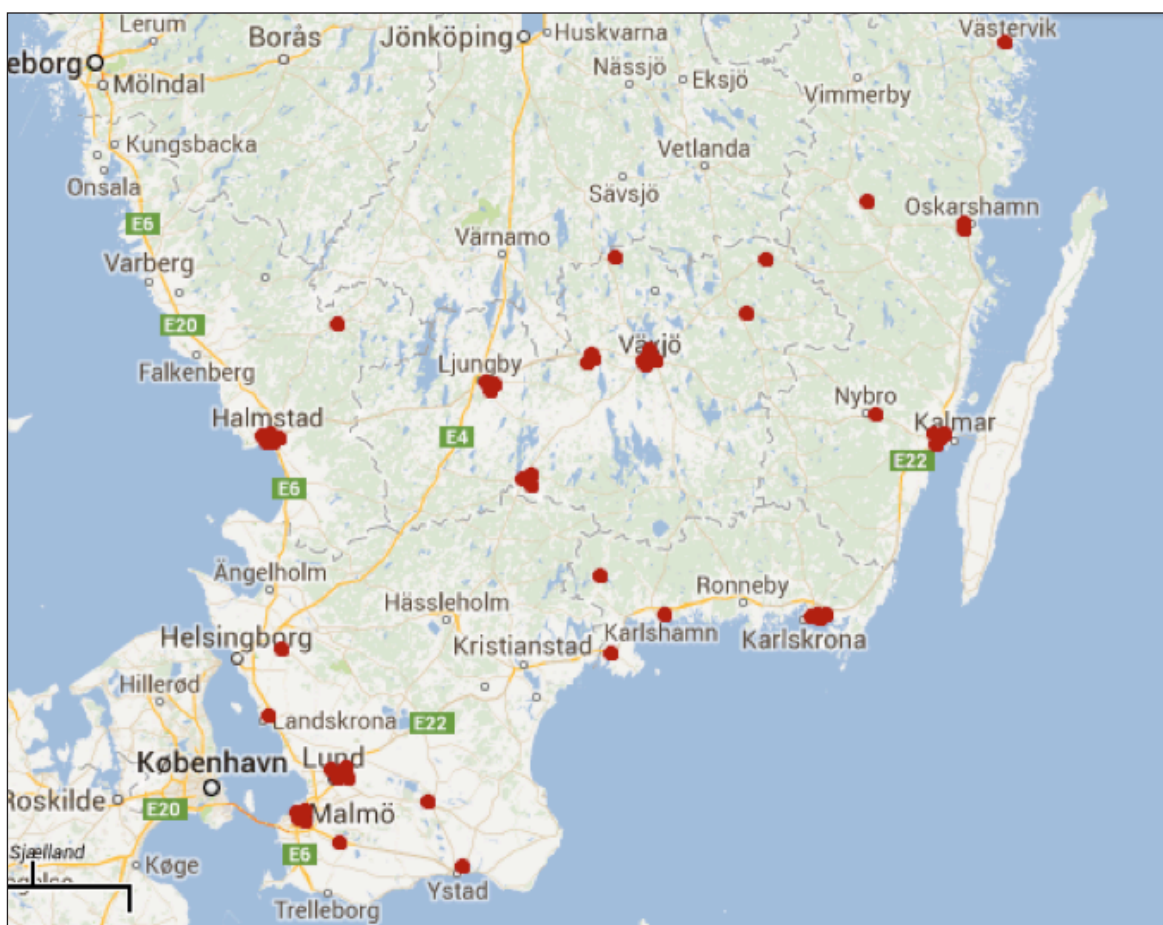 Lerum
Borås
Jönköping
Huskvarna
Västervik
eborg
Mölndal
Nässjö
Eksjö
Vimmerby
Kungsbacka
Vetlanda
Onsala
Sävsjö
Oskarshamn
E6
Värnamo
Varberg
E20
Växjö
Falkenberg
Ljungby
Nybro
Halmstad
Kalmar
E4
E22
E6
Ängelholm
Ronneby
Hässleholm
Helsingborg
Kristianstad
Karlshamn
Karlskrona
Hillerød
Landskrona
E22
København
Lund
Roskilde
E20
Malmö
Sjælland
E6
Køge
Ystad
Trelleborg